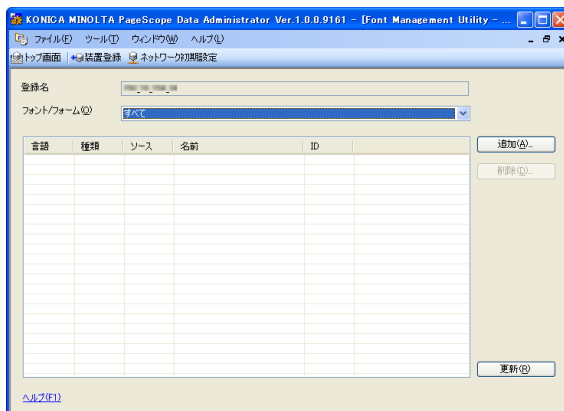 KONICA MINOLTA PageScope Data Administrator Ver.1.0.0.9161 - [Font Management Utility - ...
ファイル(F) ツール(T) ウィンドウ(W) ヘルプ(L)
トップ画面 装置登録 ネットワーク初期設定
登録名
フォント/フォーム(O) すべて
言語 種類 ソース 名前 ID
追加(A)...
削除(D)...
更新(R)
ヘルプ(F1)